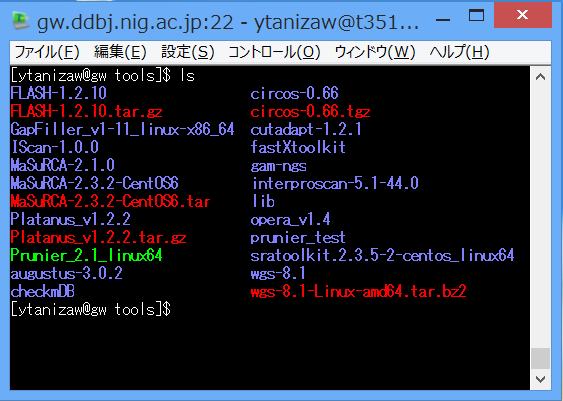 gw.ddbj.nig.ac.jp:22 - ytanizaw@t351...
ファイル(F) 編集(E) 設定(S) コントロール(O) ウィンドウ(W) ヘルプ(H)
[ytanizaw@gw tools]$ ls
FLASH-1.2.10 circos-0.66
FLASH-1.2.10.tar.gz circos-0.66.tgz
GapFiller_v1-11_linux-x86_64 cutadapt-1.2.1
IScan-1.0.0 fastXtoolkit
MaSuRCA-2.1.0 gam-ngs
MaSuRCA-2.3.2-CentOS6 interproscan-5.1-44.0
MaSuRCA-2.3.2-CentOS6.tar lib
Platanus_v1.2.2 opera_v1.4
Platanus_v1.2.2.tar.gz prunier_test
Prunier_2.1_linux64 sratoolkit.2.3.5-2-centos_linux64
augustus-3.0.2 wgs-8.1
checkmDB wgs-8.1-Linux-amd64.tar.bz2
[ytanizaw@gw tools]$